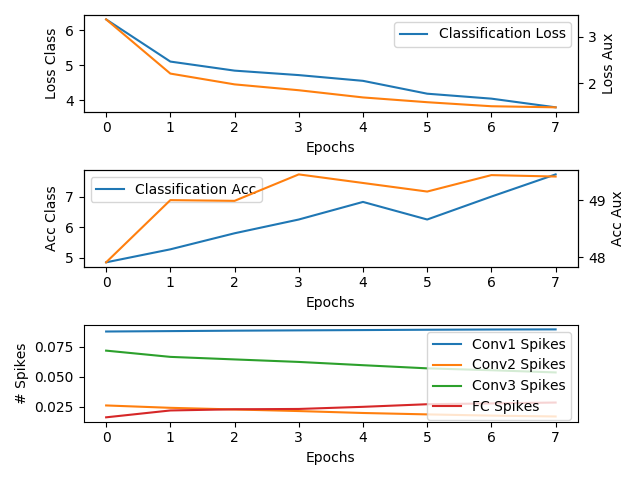 Classification Loss
Loss Class
6
5
4
3
2
Loss Aux
0 1 2 3 4 5 6 7
Epochs
Classification Acc
Acc Class
7
6
5
49
48
Acc Aux
0 1 2 3 4 5 6 7
Epochs
# Spikes
0.075
0.050
0.025
Conv1 Spikes
Conv2 Spikes
Conv3 Spikes
FC Spikes
0 1 2 3 4 5 6 7
Epochs